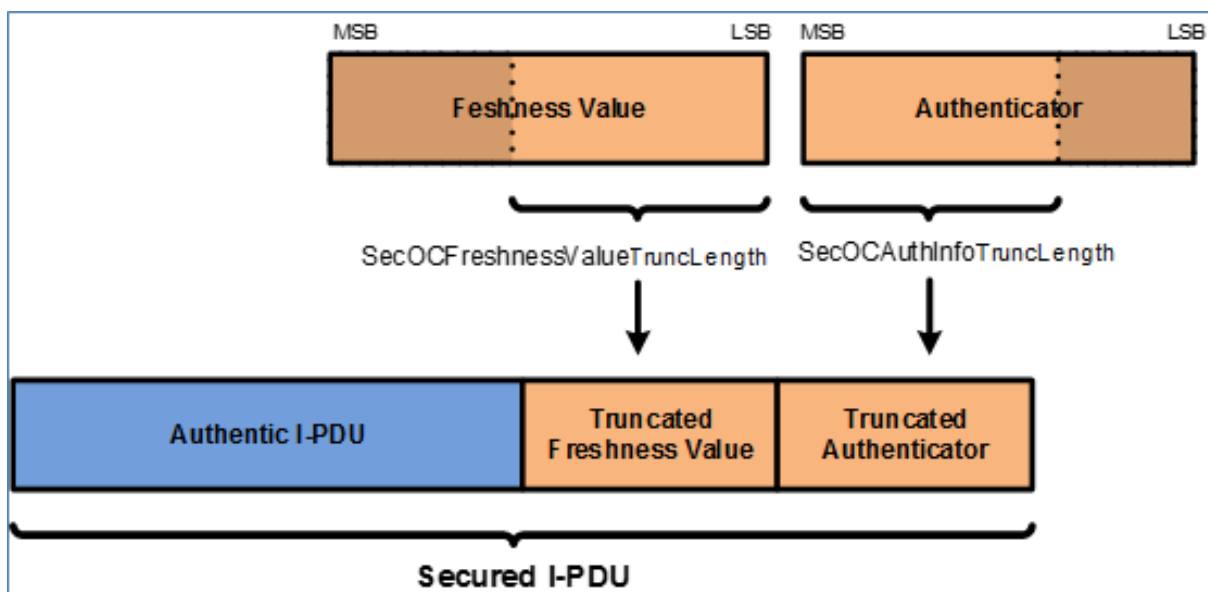 MSB LSB MSB LSB
Feshness Value Authenticator
SecOCFreshnessValueTruncLength SecOCAuthInfoTruncLength
Authentic I-PDU
Truncated
Freshness Value
Truncated
Authenticator
Secured I-PDU